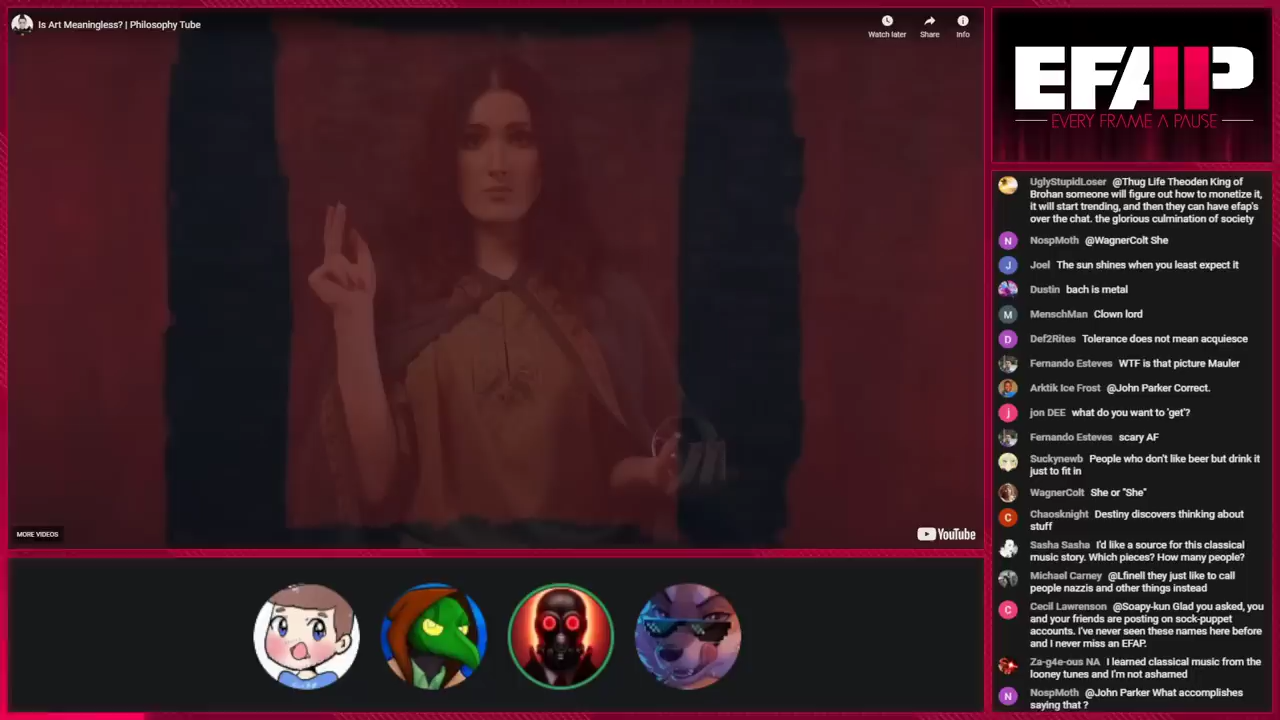 Is Art Meaningless? | Philosophy Tube
Watch later
Share
Info
MORE VIDEOS
YouTube
EFAP
EVERY FRAME A PAUSE
UglyStupidLoser @Thug Life Theoden King of
Brohan someone will figure out how to monetize it,
it will start trending, and then they can have efap's
over the chat. the glorious culmination of society
N NospMoth @WagnerColt She
J Joel The sun shines when you least expect it
Dustin bach is metal
M MenschMan Clown lord
D Def2Rites Tolerance does not mean acquiesce
Fernando Esteves WTF is that picture Mauler
Arktik Ice Frost @John Parker Correct.
j jon DEE what do you want to 'get'?
Fernando Esteves scary AF
Suckynewb People who don't like beer but drink it
just to fit in
WagnerColt She or "She"
C Chaosknight Destiny discovers thinking about
stuff
Sasha Sasha I'd like a source for this classical
music story. Which pieces? How many people?
Michael Carney @Lfinell they just like to call
people nazzis and other things instead
C Cecil Lawrenson @Soapy-kun Glad you asked, you
and your friends are posting on sock-puppet
accounts. I've never seen these names here before
and I never miss an EFAP.
Za-g4e-ous NA I learned classical music from the
looney tunes and I'm not ashamed
N NospMoth @John Parker What accomplishes
saying that ?